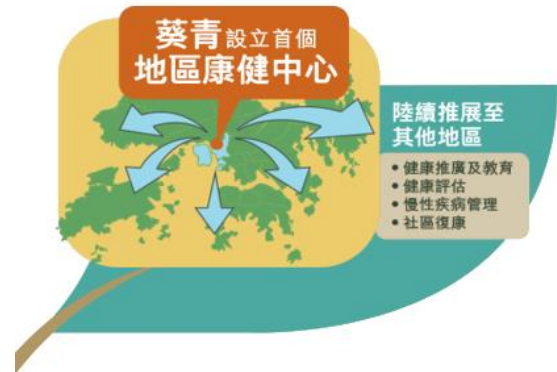 葵青設立首個
地區康健中心
陸續推展至
其他地區
• 健康推廣及教育
• 健康評估
• 慢性疾病管理
• 社區復康